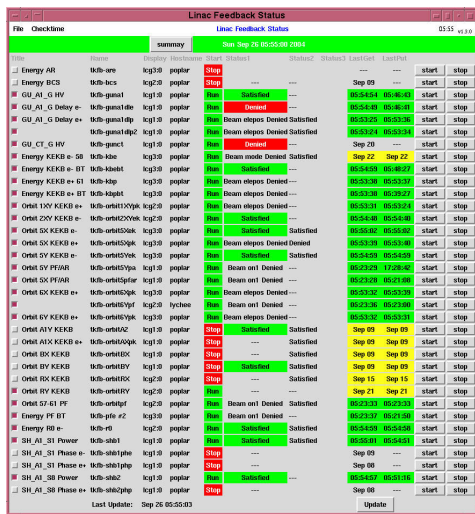 Linac Feedback Status
File Checktime Linac Feedback Status 05:55 v1.3.0
summay Sun Sep 26 05:55:00 2004
Title Name Display Hostname Start Status1 Status2 Status3 LastGet LastPut
Energy AR tkfb-are lcg3:0 poplar Stop --- --- start stop
Energy BCS tkfb-bcs lcg2:0 poplar Stop --- --- Sep 09 --- start stop
GU_A1_G HV tkfb-guna1 lcg1:0 poplar Run Satisfied --- 05:54:54 05:46:43 start stop
GU_A1_G Delay e- tkfb-guna1dle lcg1:0 poplar Run Denied --- 05:54:49 05:46:41 start stop
GU_A1_G Delay e+ tkfb-guna1dlp lcg1:0 poplar Run Beam elepos Denied Satisfied 05:53:25 05:53:36 start stop
tkfb-guna1dlp2 lcg1:0 poplar Run Beam elepos Denied Satisfied 05:53:24 05:53:34 start stop
GU_CT_G HV tkfb-gunct lcg1:0 poplar Run Denied --- Sep 20 --- start stop
Energy KEKB e- 58 tkfb-kbe lcg3:0 poplar Run Beam mode Denied Satisfied Sep 22 Sep 22 start stop
Energy KEKB e- BT tkfb-kbebt lcg1:0 poplar Run Satisfied --- 05:54:59 05:48:27 start stop
Energy KEKB e+ 61 tkfb-kbp lcg3:0 poplar Run Beam elepos Denied --- 05:53:36 05:53:37 start stop
Energy KEKB e+ BT tkfb-kbpbt lcg3:0 poplar Run Beam elepos Denied --- 05:53:38 05:39:27 start stop
Orbit 1XY KEKB e+ tkfb-orbit1XYpk lcg2:0 poplar Run Beam elepos Denied --- 05:53:31 05:53:24 start stop
Orbit 2XY KEKB e- tkfb-orbit2XYek lcg2:0 poplar Run Satisfied --- 05:54:48 05:54:40 start stop
Orbit 5X KEKB e- tkfb-orbit5Xek lcg1:0 poplar Run Satisfied Satisfied 05:55:02 05:55:02 start stop
Orbit 5X KEKB e+ tkfb-orbit5Xpk lcg3:0 poplar Run Beam elepos Denied Denied 05:53:39 05:53:40 start stop
Orbit 5Y KEKB e- tkfb-orbit5Yek lcg1:0 poplar Run Satisfied Satisfied 05:54:59 05:54:59 start stop
Orbit 5Y PF/AR tkfb-orbit5Ypa lcg1:0 poplar Run Beam on1 Denied --- 05:23:29 17:28:42 start stop
Orbit 5X PF/AR tkfb-orbit5pfar lcg1:0 poplar Run Beam on1 Denied --- 05:23:28 05:21:08 start stop
Orbit 6X KEKB e+ tkfb-orbit6Xpk lcg3:0 poplar Run Beam elepos Denied --- 05:53:32 05:53:39 start stop
tkfb-orbit6Ypf lcg2:0 lychee Run Beam on1 Denied --- 05:23:36 05:23:00 start stop
Orbit 6Y KEKB e+ tkfb-orbit6Ypk lcg3:0 poplar Run Beam elepos Denied --- 05:53:32 05:53:31 start stop
Orbit A1Y KEKB tkfb-orbitA2 lcg1:0 poplar Stop Satisfied Satisfied Sep 09 Sep 09 start stop
Orbit A1X KEKB e+ tkfb-orbitApk lcg3:0 poplar Stop --- Satisfied Sep 09 Sep 09 start stop
Orbit BX KEKB tkfb-orbitBX lcg1:0 poplar Stop --- Satisfied Sep 09 Sep 09 start stop
Orbit BY KEKB tkfb-orbitBY lcg1:0 poplar Stop Satisfied Satisfied Sep 09 Sep 09 start stop
Orbit RX KEKB tkfb-orbitRX lcg2:0 poplar Stop --- Satisfied Sep 15 Sep 15 start stop
Orbit RY KEKB tkfb-orbitRY lcg2:0 poplar Run --- --- Sep 21 Sep 21 start stop
Orbit 57-61 PF tkfb-orbitpf lcg2:0 poplar Run Beam on1 Denied --- 05:23:33 05:23:33 start stop
Energy PF BT tkfb-pfe #2 lcg3:0 poplar Run Beam on1 Denied --- 05:23:37 05:21:50 start stop
Energy R0 e- tkfb-r0 lcg1:0 poplar Run Satisfied Satisfied 05:54:59 05:54:58 start stop
SH_A1_S1 Power tkfb-shb1 lcg1:0 poplar Run Satisfied Satisfied 05:55:01 05:54:51 start stop
SH_A1_S1 Phase e- tkfb-shb1phe lcg1:0 poplar Stop --- Sep 09 --- start stop
SH_A1_S1 Phase e+ tkfb-shb1php lcg1:0 poplar Stop --- Sep 08 --- start stop
SH_A1_S8 Power tkfb-shb2 lcg1:0 poplar Run Satisfied --- 05:54:57 05:51:16 start stop
SH_A1_S8 Phase e+ tkfb-shb2php lcg1:0 poplar Stop --- Sep 08 --- start stop
Last Update: Sep 26 05:55:03 Update